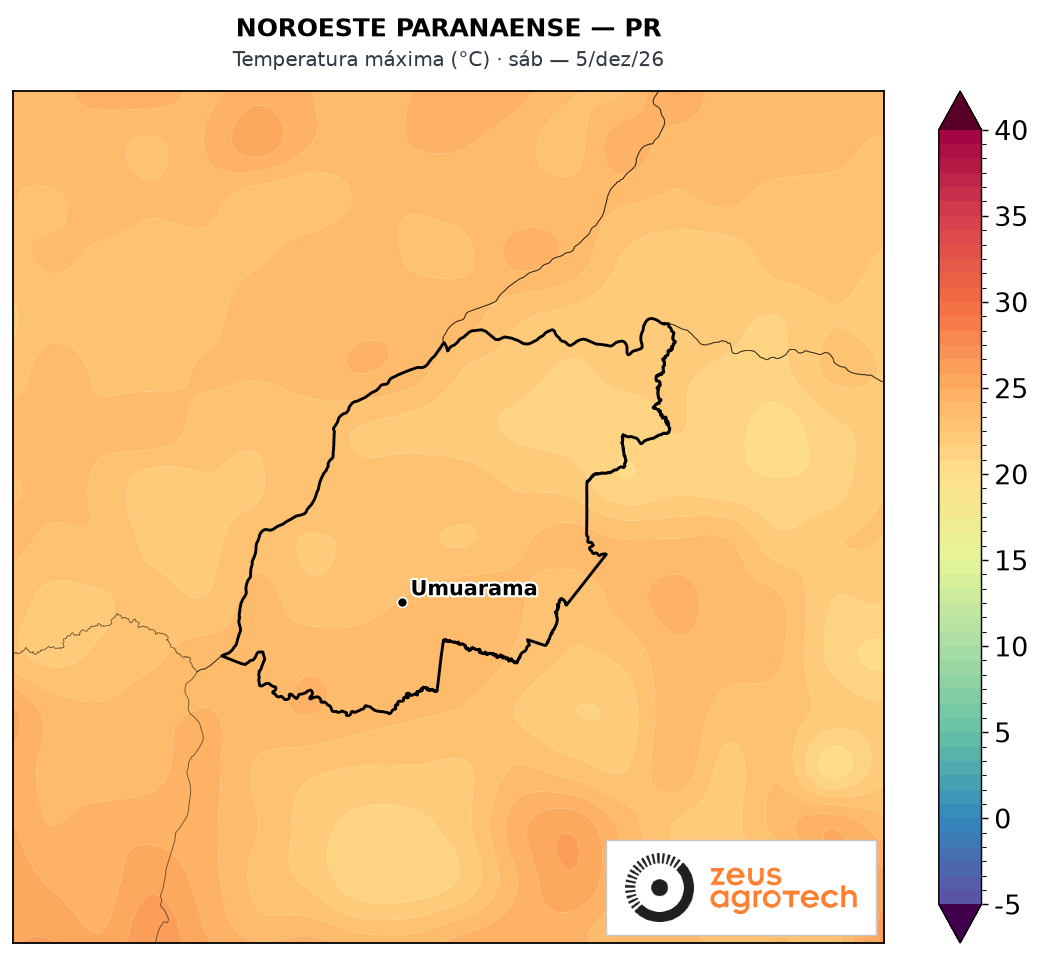 NOROESTE PARANAENSE — PR
Temperatura máxima (°C) · sáb — 5/dez/26
40
35
30
25
20
15
10
5
0
-5
Umuarama
zeus
agrotech